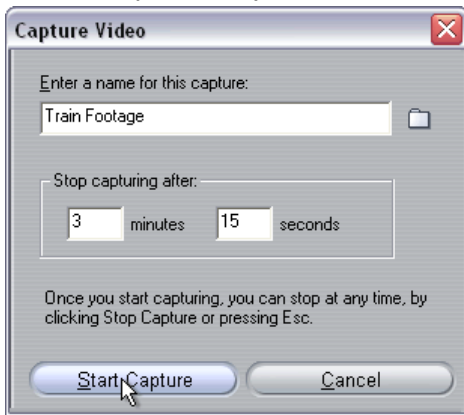 Capture Video
Enter a name for this capture:
Train Footage
Stop capturing after:
3 minutes 15 seconds
Once you start capturing, you can stop at any time, by
clicking Stop Capture or pressing Esc.
Start Capture Cancel